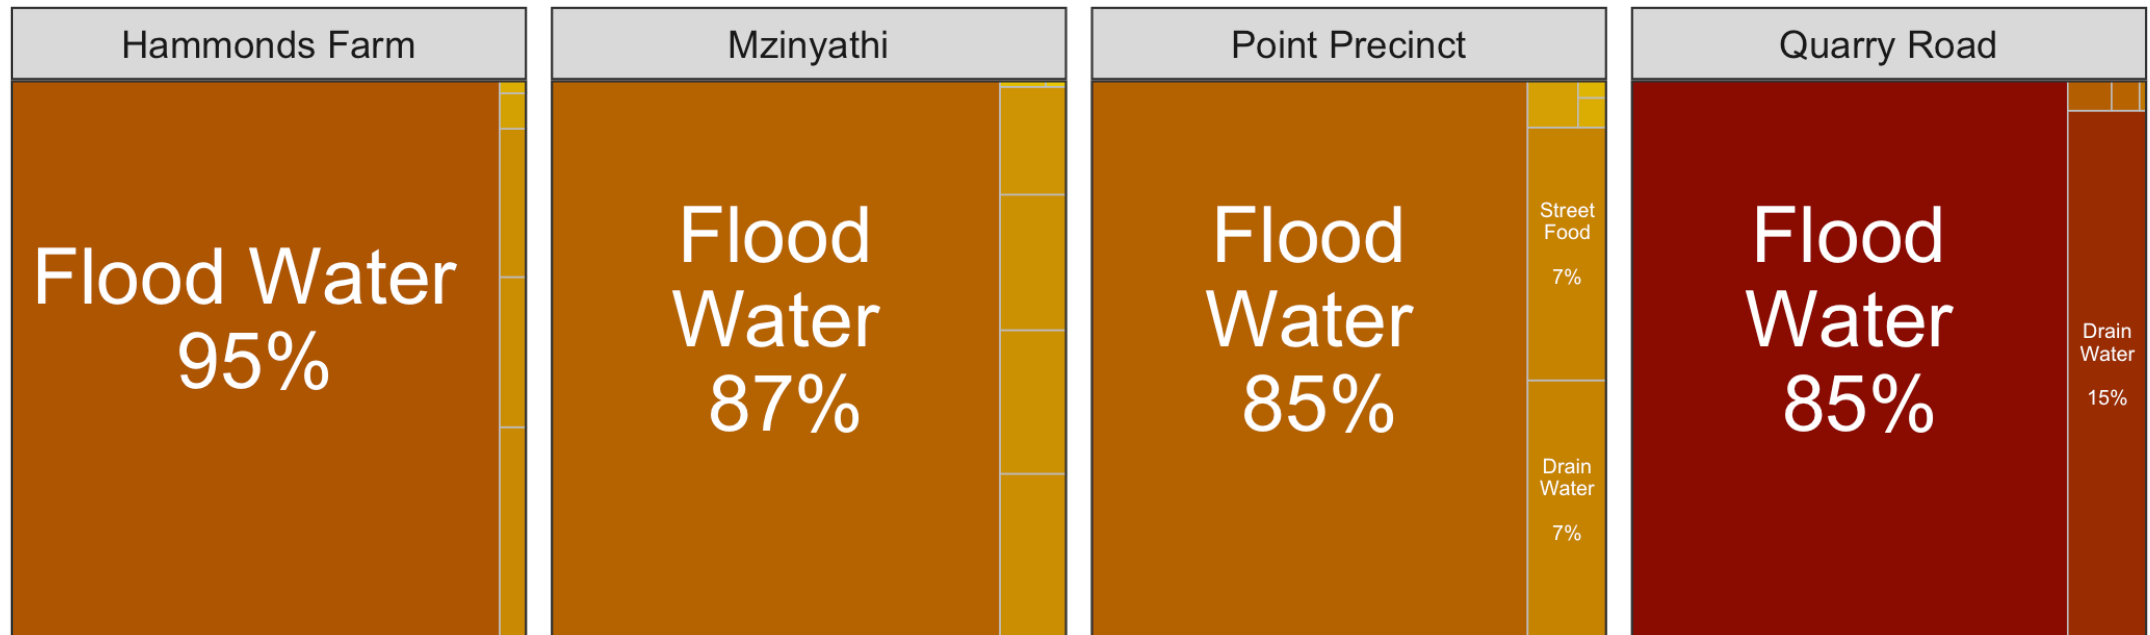 Hammonds Farm
Flood Water
95%
Mzinyathi
Flood
Water
87%
Point Precinct
Flood
Water
85%
Street
Food
7%
Drain
Water
7%
Quarry Road
Flood
Water
85%
Drain
Water
15%